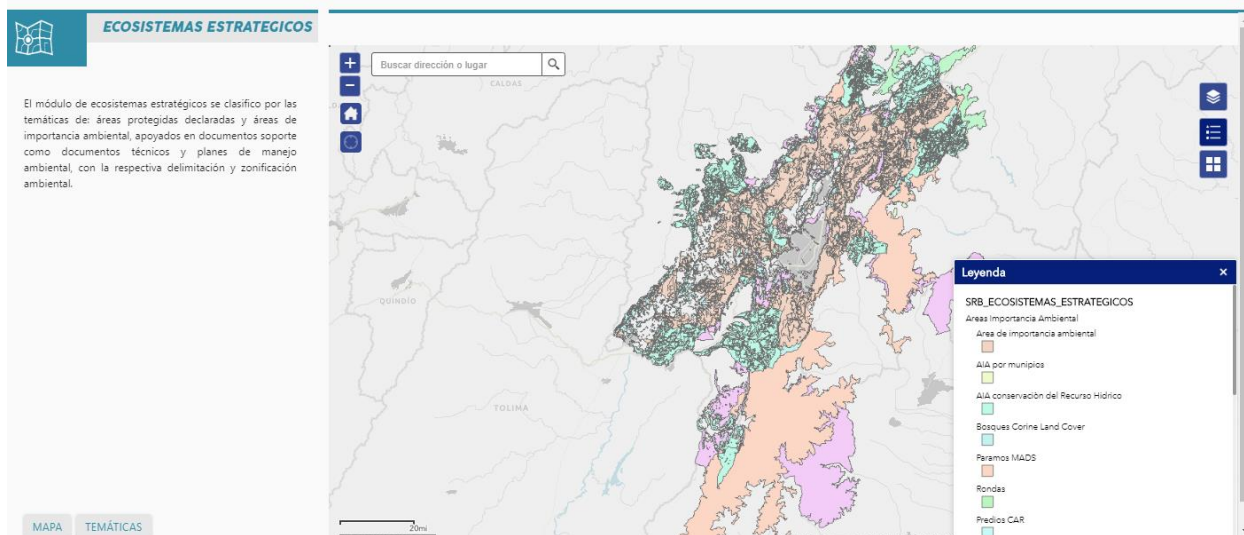 ECOSISTEMAS ESTRATEGICOS
El módulo de ecosistemas estratégicos se clasifico por las
temáticas de: áreas protegidas declaradas y áreas de
importancia ambiental, apoyados en documentos soporte
como documentos técnicos y planes de manejo
ambiental, con la respectiva delimitación y zonificación
ambiental.
MAPA TEMÁTICAS
+
Buscar dirección o lugar
−
CALDAS
QUINDÍO
TOLIMA
20mi
Leyenda ×
SRB_ECOSISTEMAS_ESTRATEGICOS
Areas Importancia Ambiental
Area de importancia ambiental
AIA por munipios
AIA conservación del Recurso Hídrico
Bosques Corine Land Cover
Paramos MADS
Rondas
Predios CAR